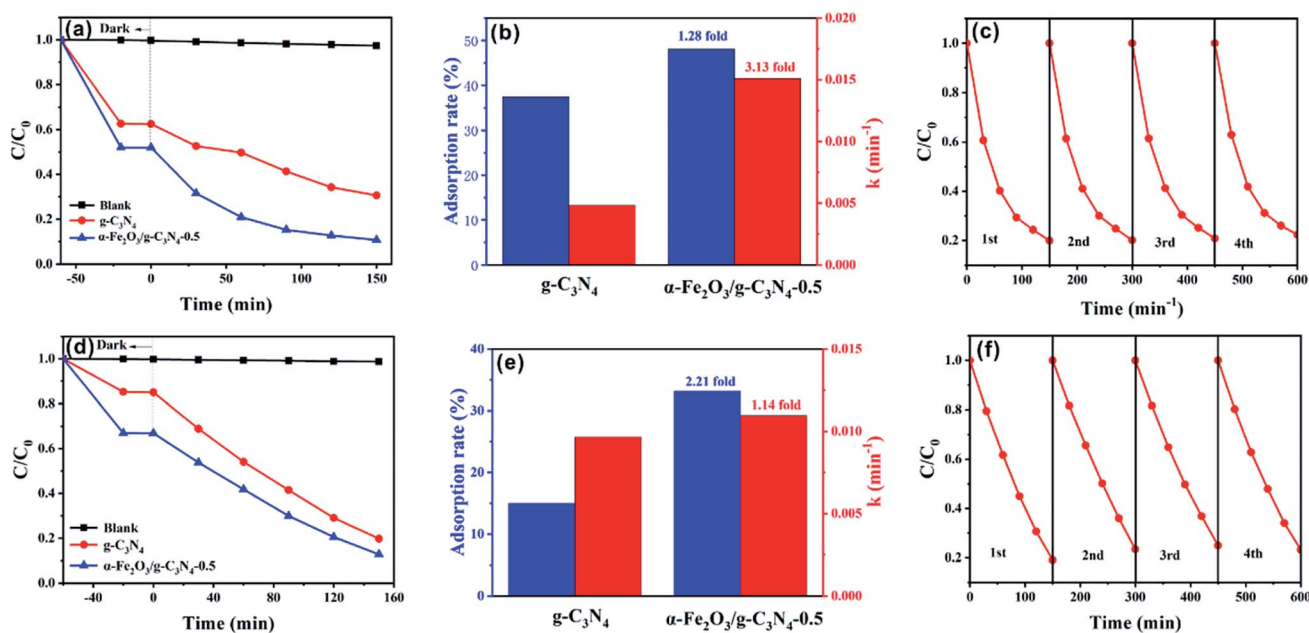 (a)
Dark
1.0
0.8
0.6
0.4
0.2
0.0
C/C₀
Blank
g-C₃N₄
α-Fe₂O₃/g-C₃N₄-0.5
-50 0 50 100 150
Time (min)
(b)
50
40
30
20
10
0
Adsorption rate (%)
1.28 fold
3.13 fold
0.020
0.015
0.010
0.005
0.000
k (min⁻¹)
g-C₃N₄ α-Fe₂O₃/g-C₃N₄-0.5
(c)
1.0
0.8
0.6
0.4
0.2
C/C₀
1st 2nd 3rd 4th
0 100 200 300 400 500 600
Time (min⁻¹)
(d)
Dark
1.0
0.8
0.6
0.4
0.2
0.0
C/C₀
Blank
g-C₃N₄
α-Fe₂O₃/g-C₃N₄-0.5
-40 0 40 80 120 160
Time (min)
(e)
40
30
20
10
0
Adsorption rate (%)
2.21 fold
1.14 fold
0.015
0.010
0.005
0.000
k (min⁻¹)
g-C₃N₄ α-Fe₂O₃/g-C₃N₄-0.5
(f)
1.0
0.8
0.6
0.4
0.2
C/C₀
1st 2nd 3rd 4th
0 100 200 300 400 500 600
Time (min)